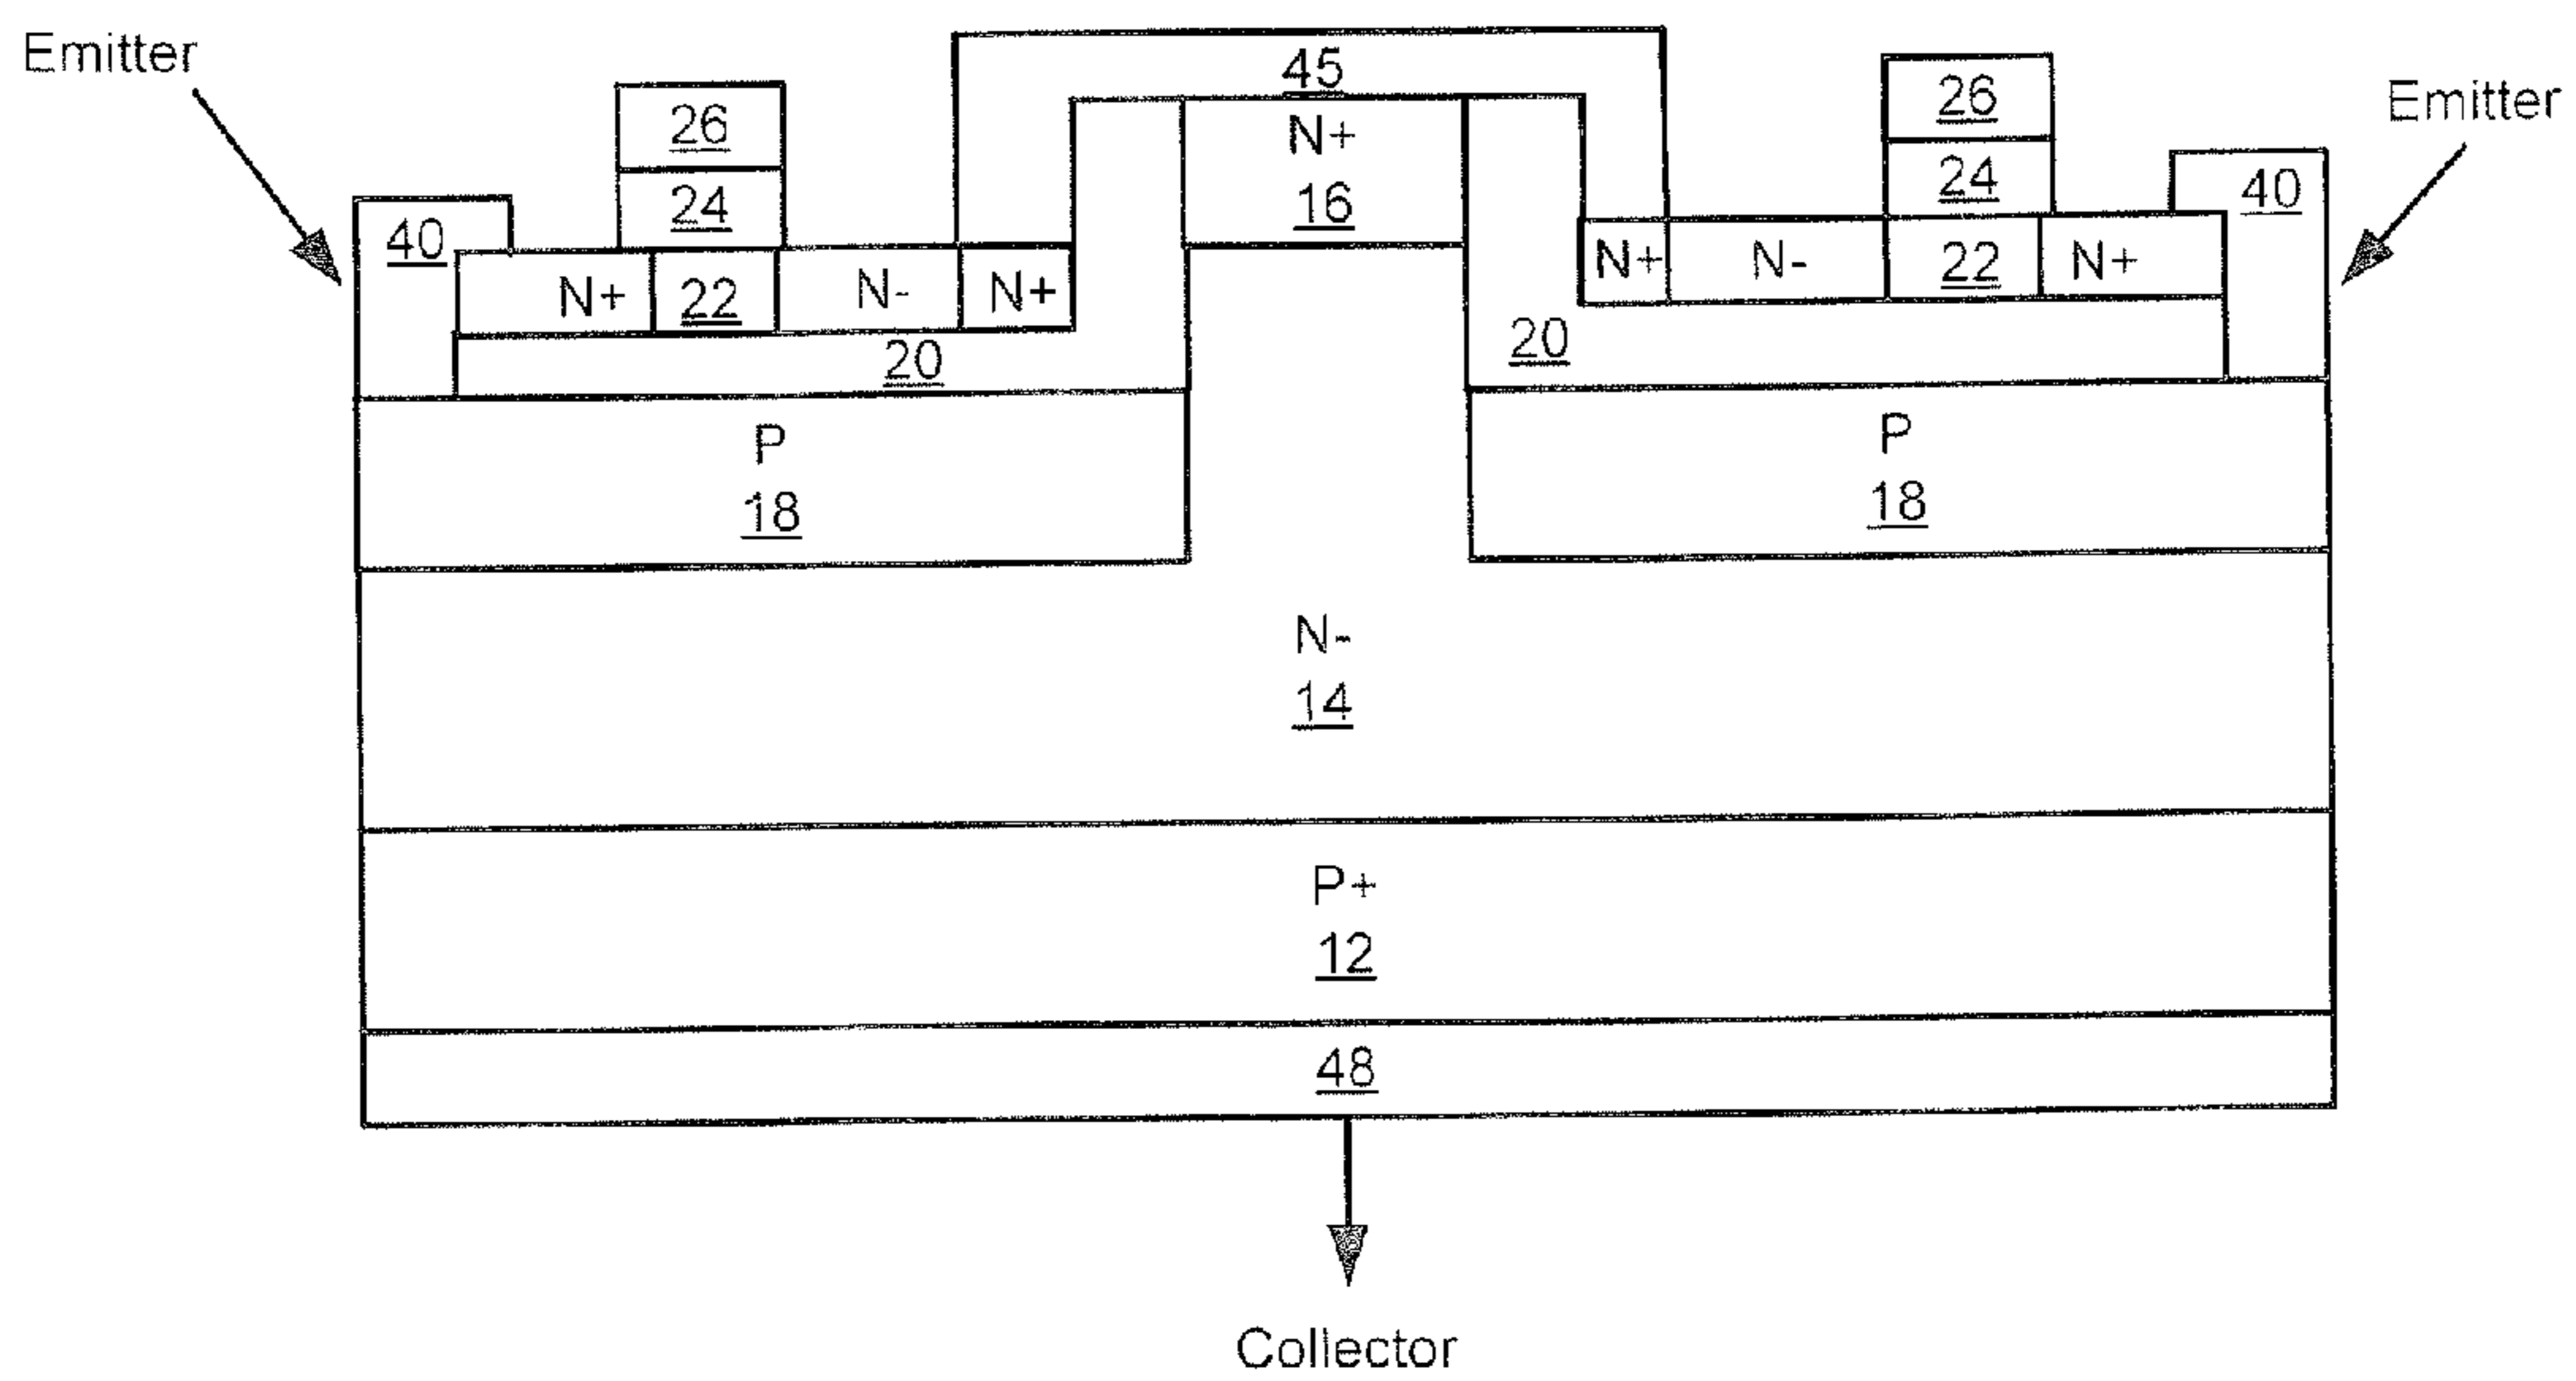 Emitter
45
26
26
Emitter
N+
24
24
40
16
40
N+
22
N-
N+
N+
N-
22
N+
20
20
P
18
P
18
N-
14
P+
12
48
Collector